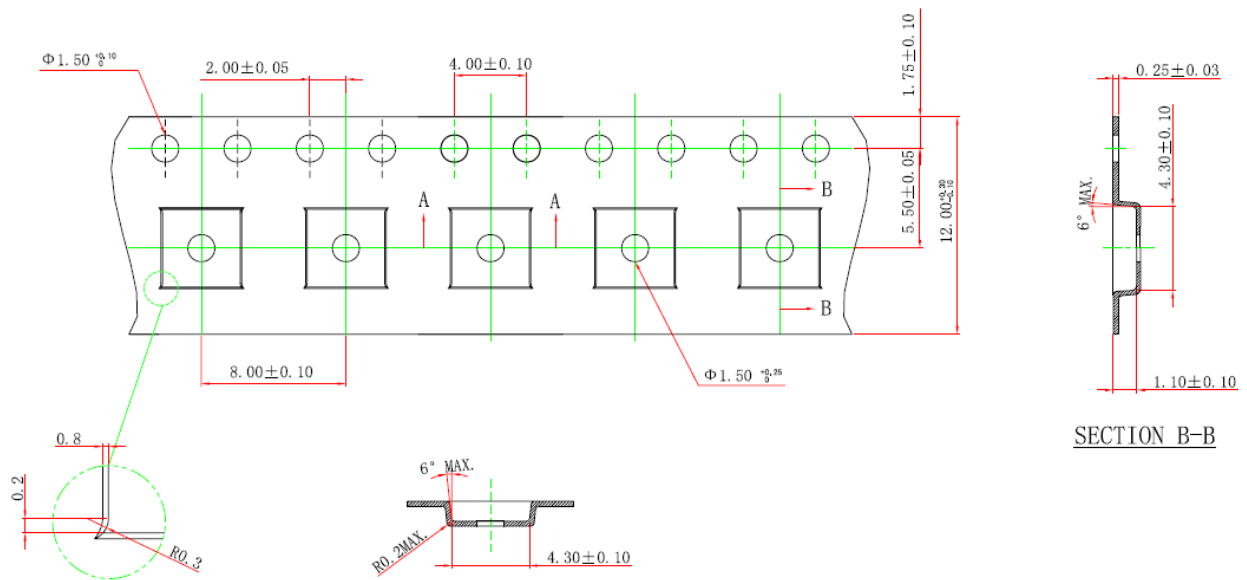 Φ1.50 +0.10 0
2.00±0.05
4.00±0.10
1.75±0.10
0.25±0.03
5.50±0.05
12.00 +0.30 -0.10
4.30±0.10
6° MAX.
A
A
B
B
8.00±0.10
Φ1.50 +0.25 0
1.10±0.10
SECTION B-B
0.8
0.2
R0.3
6° MAX.
R0.2MAX.
4.30±0.10